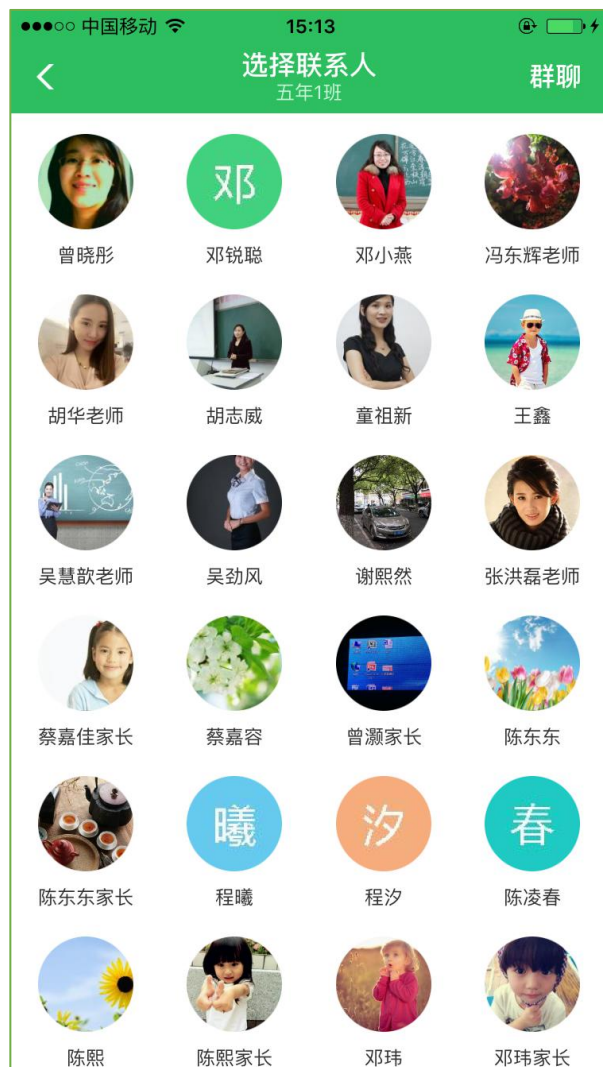 中国移动 15:13
选择联系人
五年1班
群聊
邓
曾晓彤 邓锐聪 邓小燕 冯东辉老师
胡华老师 胡志威 童祖新 王鑫
吴慧歆老师 吴劲风 谢熙然 张洪磊老师
蔡嘉佳家长 蔡嘉容 曾灏家长 陈东东
曦 汐 春
陈东东家长 程曦 程汐 陈凌春
陈熙 陈熙家长 邓玮 邓玮家长